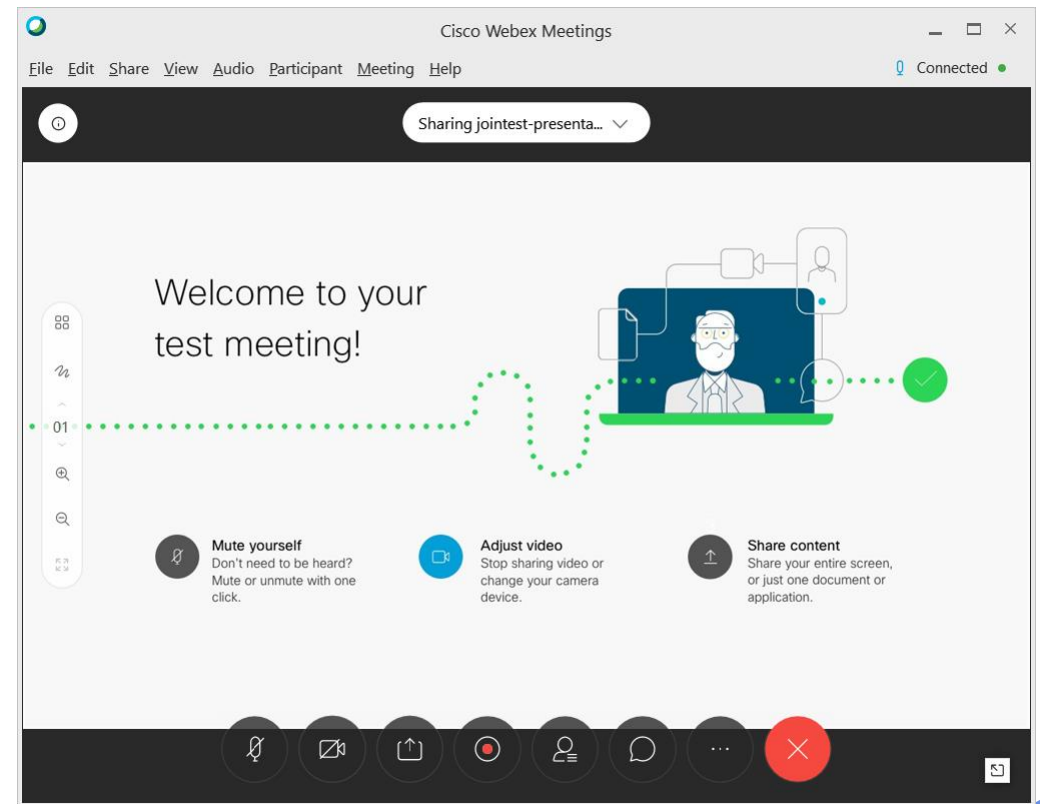 Cisco Webex Meetings
File Edit Share View Audio Participant Meeting Help
Connected
Sharing jointest-presenta...
Welcome to your
test meeting!
01
Mute yourself
Don't need to be heard?
Mute or unmute with one
click.
Adjust video
Stop sharing video or
change your camera
device.
Share content
Share your entire screen,
or just one document or
application.